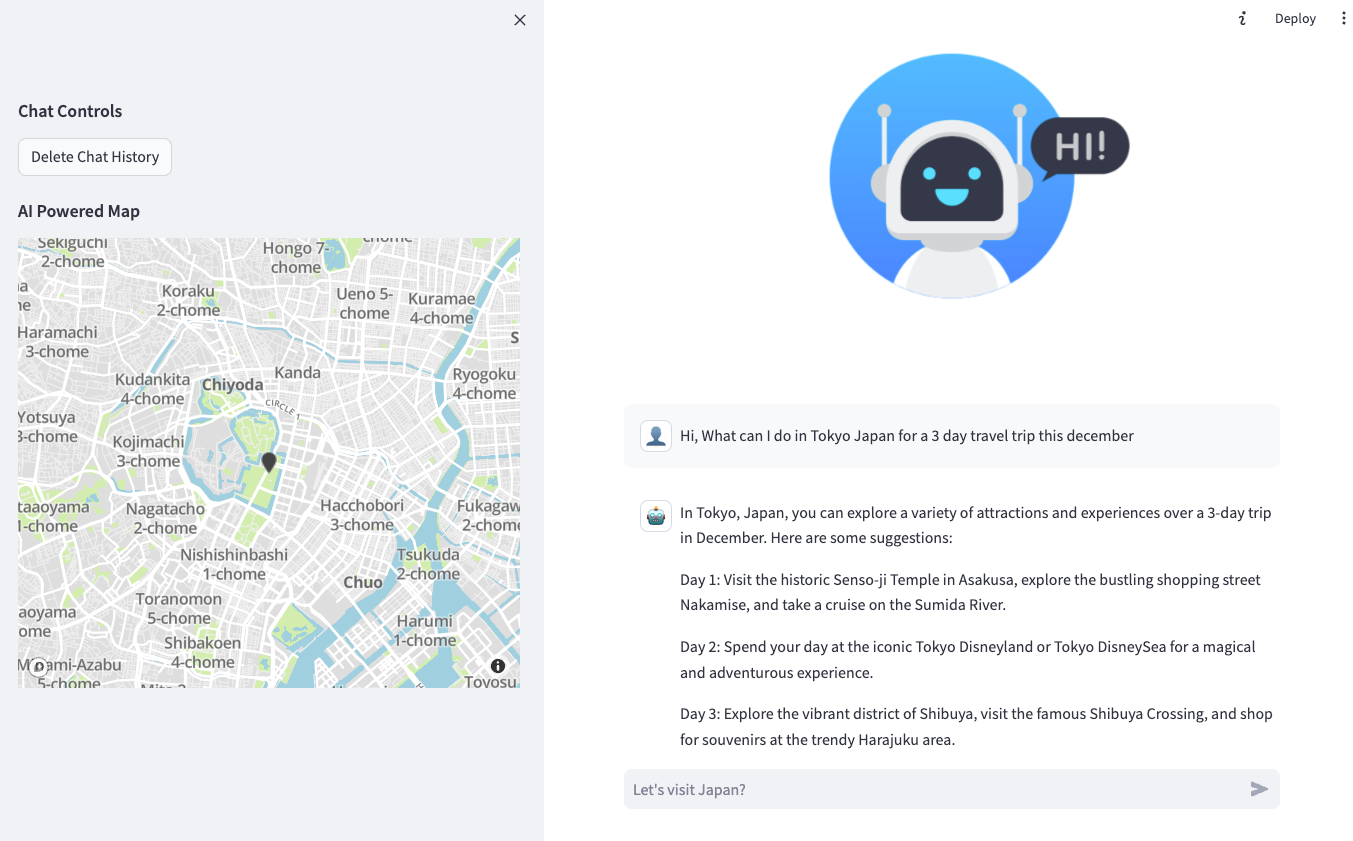 Deploy
HI!
Chat Controls
Delete Chat History
AI Powered Map
Sekiguchi
2-chome
Hongo 7-
chome
chome
Koraku
2-chome
Ueno 5-
chome
Kuramae
4-chome
Haramachi
3-chome
S
Kudankita
4-chome
Chiyoda
Kanda
Ryogoku
4-chome
CIRCLE 1
Yotsuya
3-chome
Kojimachi
3-chome
taaoyama
1-chome
Nagatacho
2-chome
Hacchobori
3-chome
Fukagaw
2-chome
Nishishinbashi
1-chome
Tsukuda
2-chome
Chuo
Toranomon
5-chome
aoyama
ome
Harumi
1-chome
Shibakoen
4-chome
Azabu
5-chome
Mita 2
Toyosu
Hi, What can I do in Tokyo Japan for a 3 day travel trip this december
In Tokyo, Japan, you can explore a variety of attractions and experiences over a 3-day trip
in December. Here are some suggestions:
Day 1: Visit the historic Senso-ji Temple in Asakusa, explore the bustling shopping street
Nakamise, and take a cruise on the Sumida River.
Day 2: Spend your day at the iconic Tokyo Disneyland or Tokyo DisneySea for a magical
and adventurous experience.
Day 3: Explore the vibrant district of Shibuya, visit the famous Shibuya Crossing, and shop
for souvenirs at the trendy Harajuku area.
Let's visit Japan?